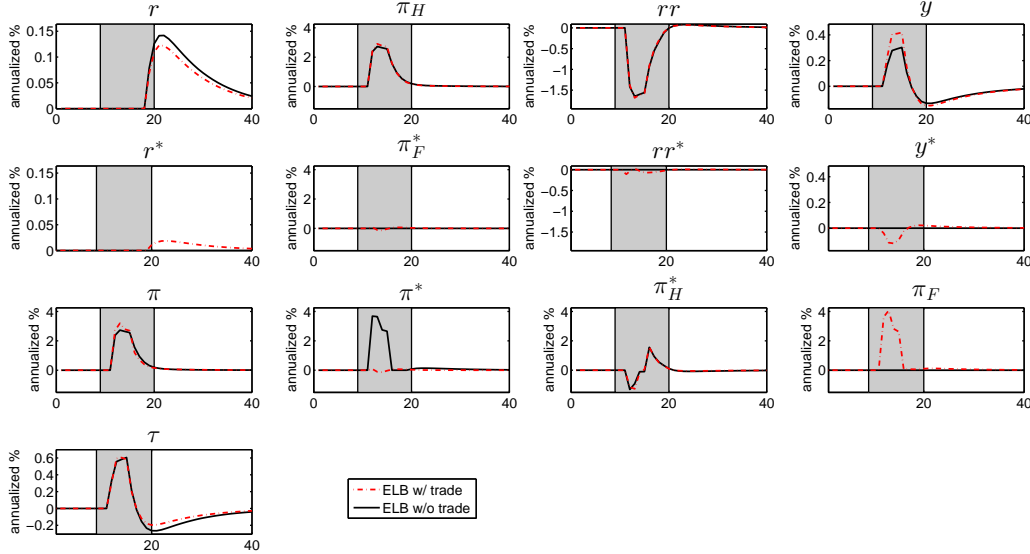 r π_H rr y
annualized % 0.15 0.1 0.05 0 0 20 40
annualized % 4 2 0 0 20 40
annualized % 0 −0.5 −1 −1.5 0 20 40
annualized % 0.4 0.2 0 0 20 40
r* π*_F rr* y*
annualized % 0.15 0.1 0.05 0 20 40
annualized % 4 2 0 0 20 40
annualized % 0 −0.5 −1 −1.5 20 40
annualized % 0.4 0.2 0 20 40
π π* π*_H π_F
annualized % 4 2 0 0 20 40
annualized % 4 2 0 0 20 40
annualized % 4 2 0 0 20 40
annualized % 4 2 0 0 20 40
τ
annualized % 0.6 0.4 0.2 0 −0.2 20 40
ELB w/ trade
ELB w/o trade